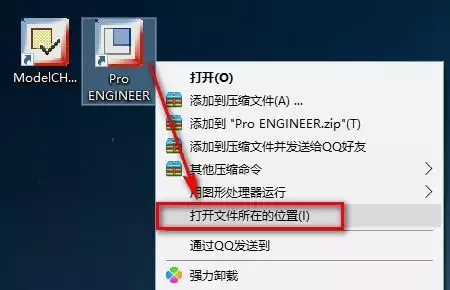 ModelCH...
Pro
ENGINEER
打开(O)
添加到压缩文件(A) ...
添加到 "Pro ENGINEER.zip"(T)
添加到压缩文件并发送给QQ好友
其他压缩命令
用图形处理器运行
打开文件所在的位置(I)
通过QQ发送到
强力卸载